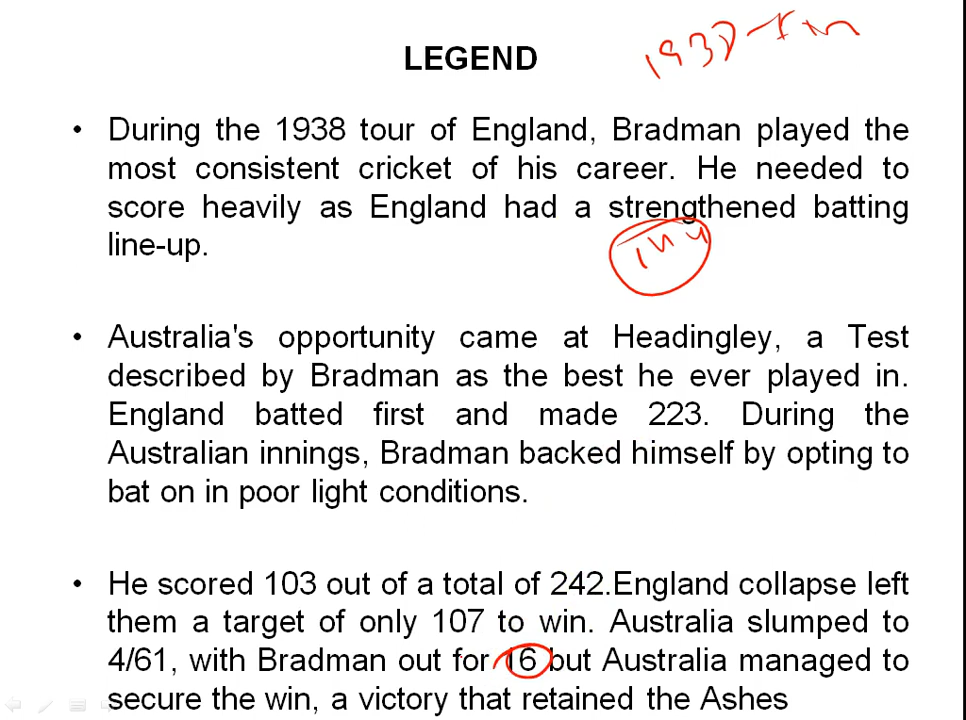 LEGEND
• During the 1938 tour of England, Bradman played the
most consistent cricket of his career. He needed to
score heavily as England had a strengthened batting
line-up.
• Australia's opportunity came at Headingley, a Test
described by Bradman as the best he ever played in.
England batted first and made 223. During the
Australian innings, Bradman backed himself by opting to
bat on in poor light conditions.
• He scored 103 out of a total of 242.England collapse left
them a target of only 107 to win. Australia slumped to
4/61, with Bradman out for 16 but Australia managed to
secure the win, a victory that retained the Ashes